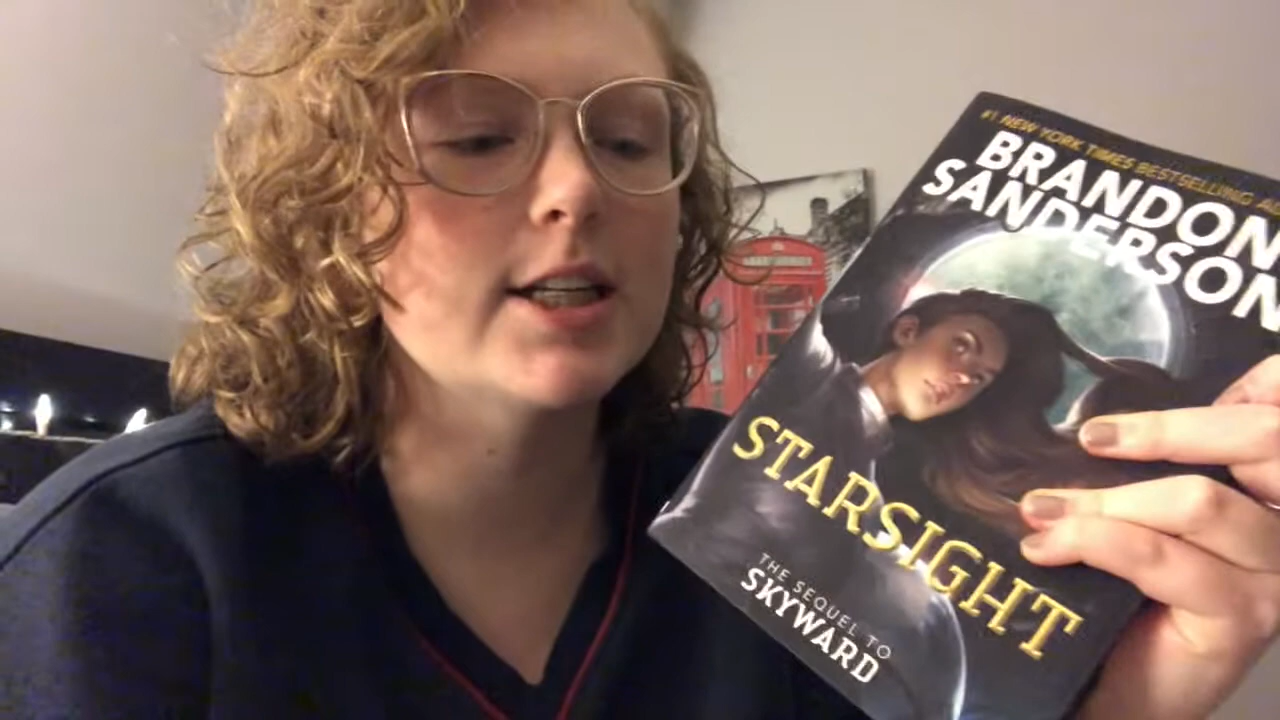 #1 NEW YORK TIMES BESTSELLING
BRANDON
SANDERSON
STARSIGHT
THE SEQUEL TO
SKYWARD